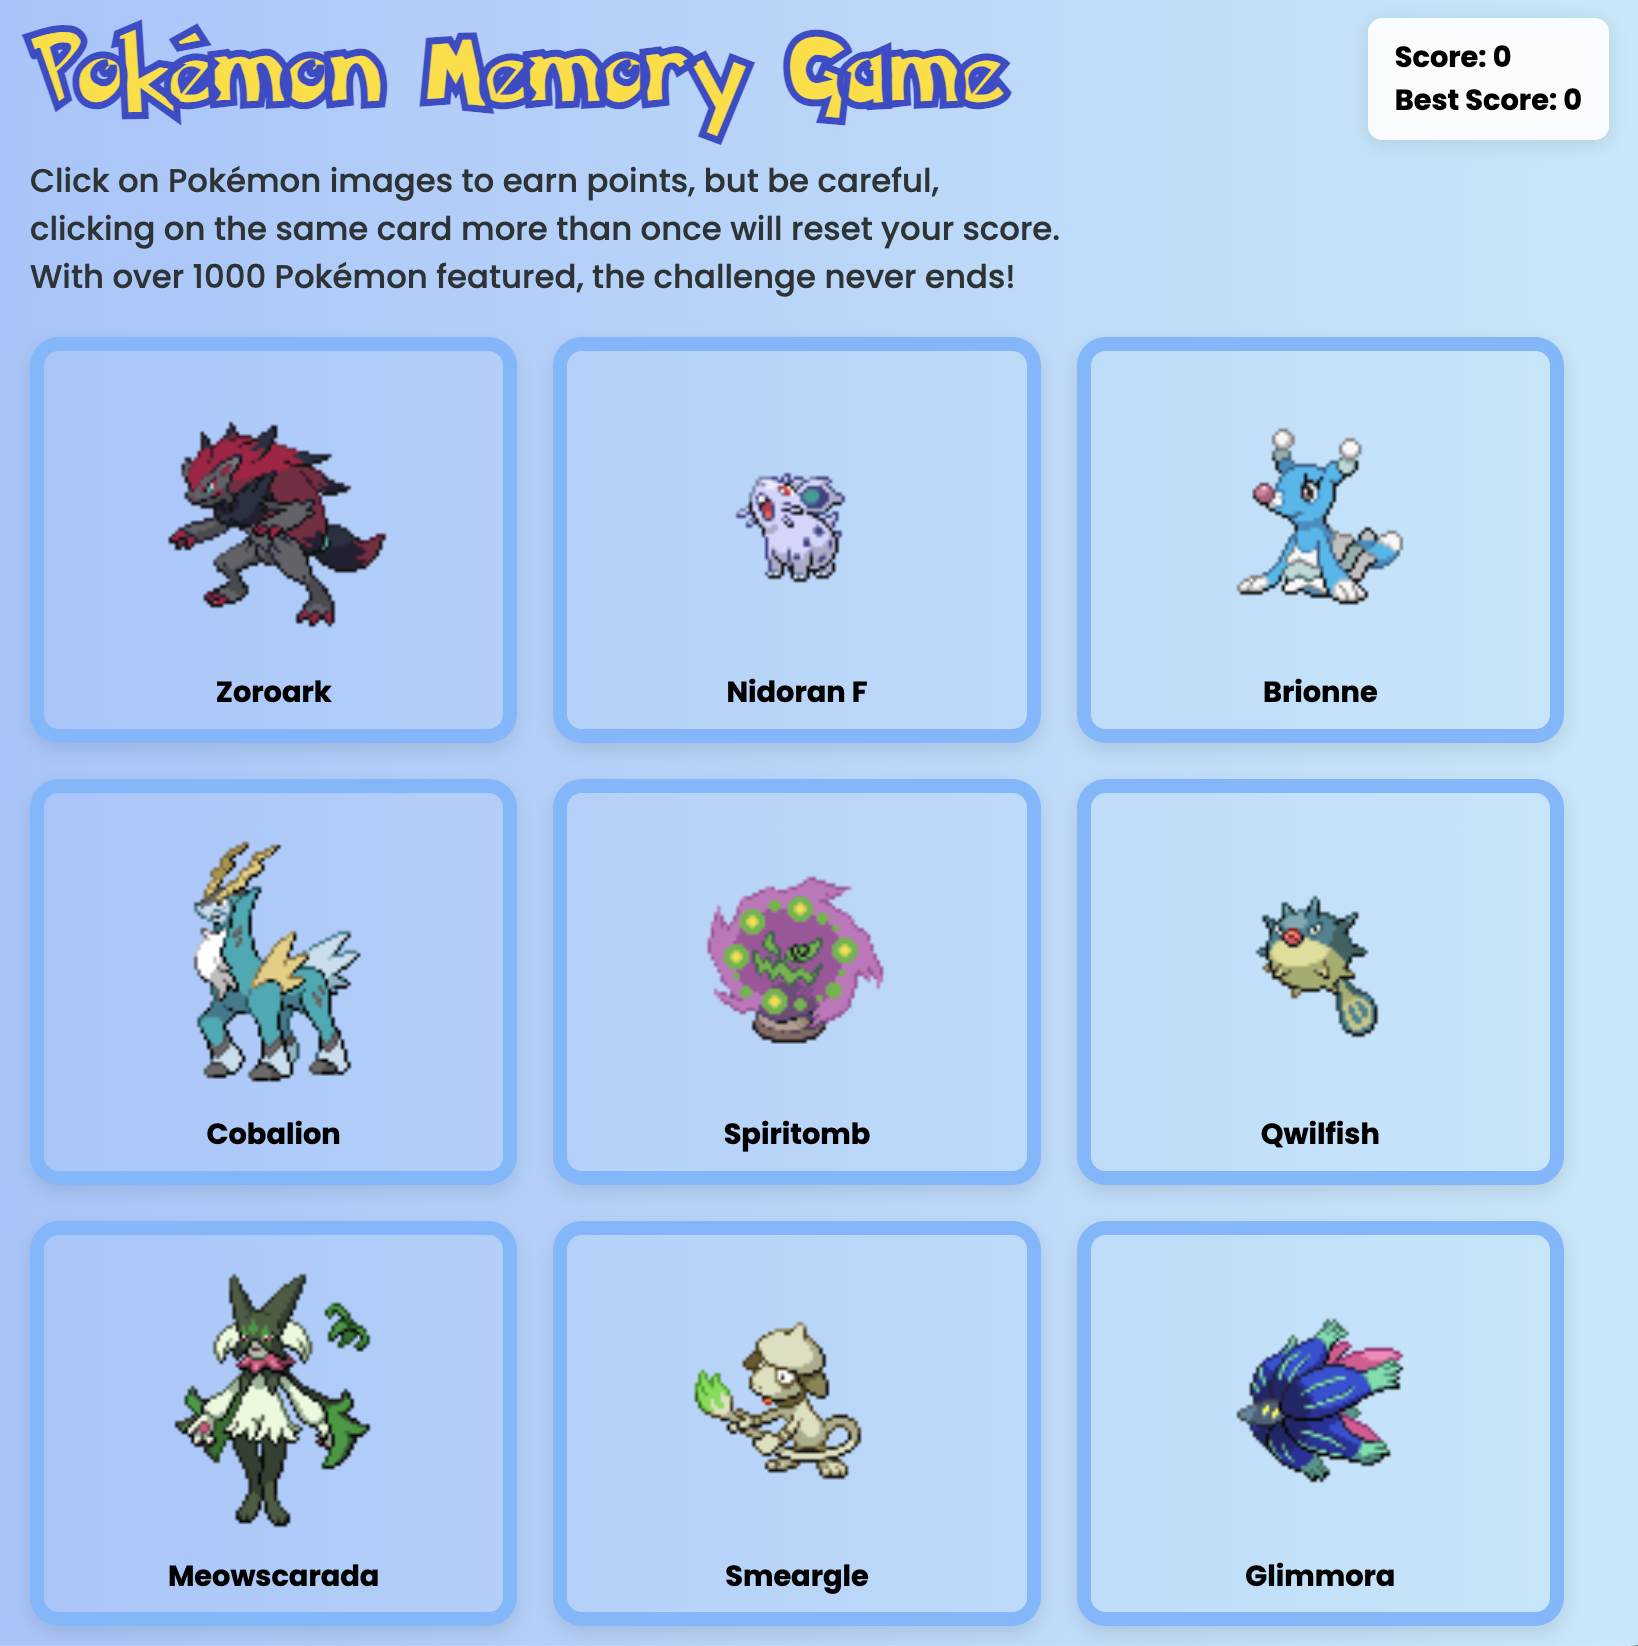 Pokémon Memory Game
Score: 0
Best Score: 0
Click on Pokémon images to earn points, but be careful,
clicking on the same card more than once will reset your score.
With over 1000 Pokémon featured, the challenge never ends!
Zoroark
Nidoran F
Brionne
Cobalion
Spiritomb
Qwilfish
Meowscarada
Smeargle
Glimmora